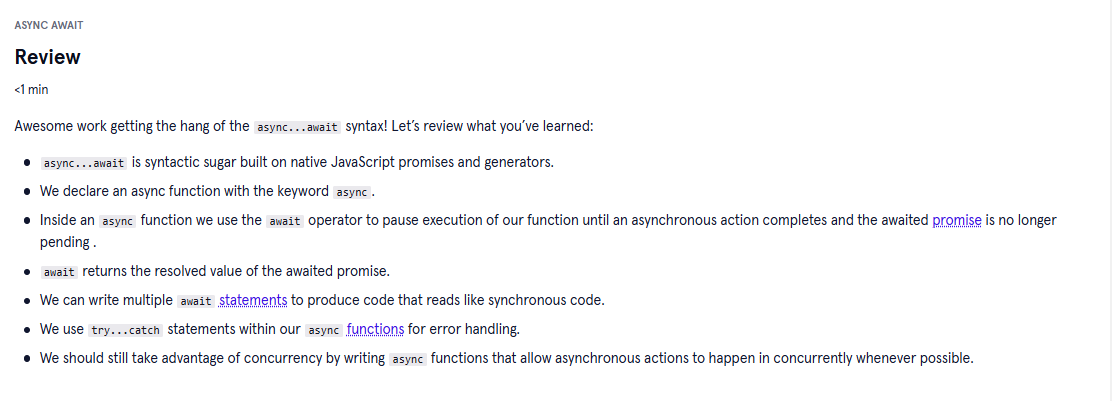 ASYNC AWAIT
Review
<1 min
Awesome work getting the hang of the async...await syntax! Let's review what you've learned:
• async...await is syntactic sugar built on native JavaScript promises and generators.
• We declare an async function with the keyword async.
• Inside an async function we use the await operator to pause execution of our function until an asynchronous action completes and the awaited promise is no longer
pending .
• await returns the resolved value of the awaited promise.
• We can write multiple await statements to produce code that reads like synchronous code.
• We use try...catch statements within our async functions for error handling.
• We should still take advantage of concurrency by writing async functions that allow asynchronous actions to happen in concurrently whenever possible.